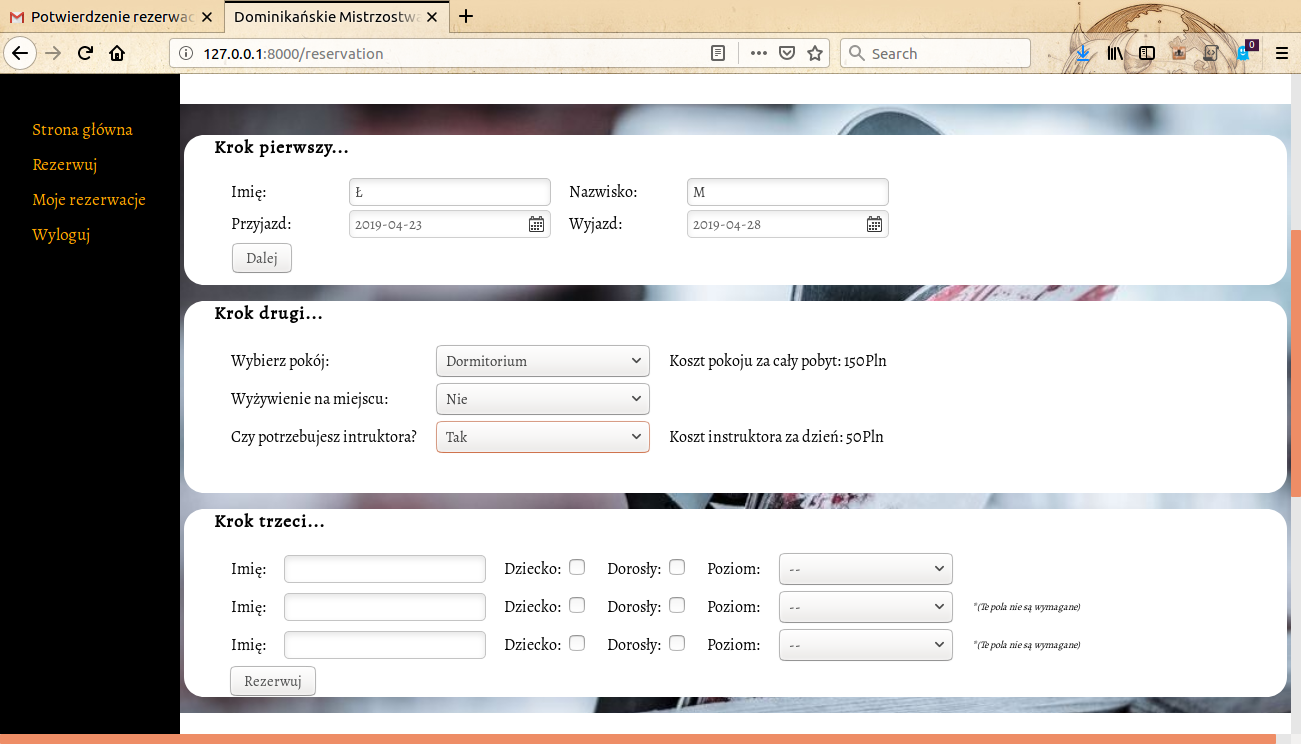 Potwierdzenie rezerwac
Dominikańskie Mistrzostwa
127.0.0.1:8000/reservation
Search
0
Strona główna
Rezerwuj
Moje rezerwacje
Wyloguj
Krok pierwszy...
Imię: Ł Nazwisko: M
Przyjazd: 2019-04-23 Wyjazd: 2019-04-28
Dalej
Krok drugi...
Wybierz pokój: Dormitorium Koszt pokoju za cały pobyt: 150Pln
Wyżywienie na miejscu: Nie
Czy potrzebujesz intruktora? Tak Koszt instruktora za dzień: 50Pln
Krok trzeci...
Imię: Dziecko: Dorosły: Poziom: --
Imię: Dziecko: Dorosły: Poziom: -- *(Te pola nie są wymagane)
Imię: Dziecko: Dorosły: Poziom: -- *(Te pola nie są wymagane)
Rezerwuj